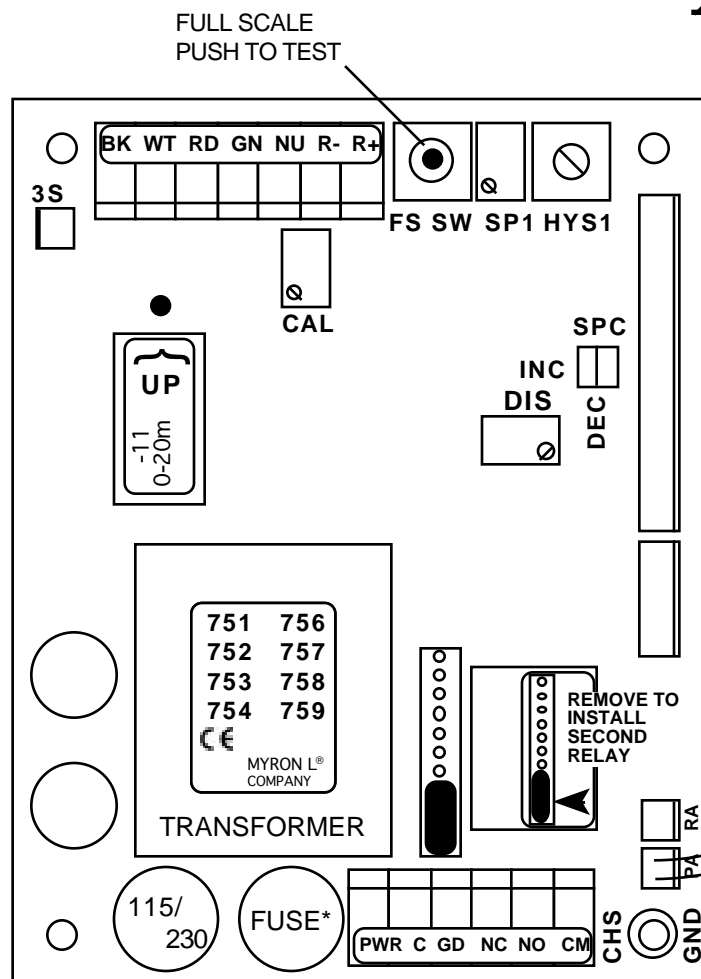 FULL SCALE
PUSH TO TEST
BK WT RD GN NU R- R+
3S
FS SW SP1 HYS1
CAL
SPC
INC
DEC
DIS
UP
-11
0-20m
751 756
752 757
753 758
754 759
CE
MYRON L®
COMPANY
TRANSFORMER
REMOVE TO
INSTALL
SECOND
RELAY
RA
PA
115/
230
FUSE*
PWR C GD NC NO CM
CHS
GND